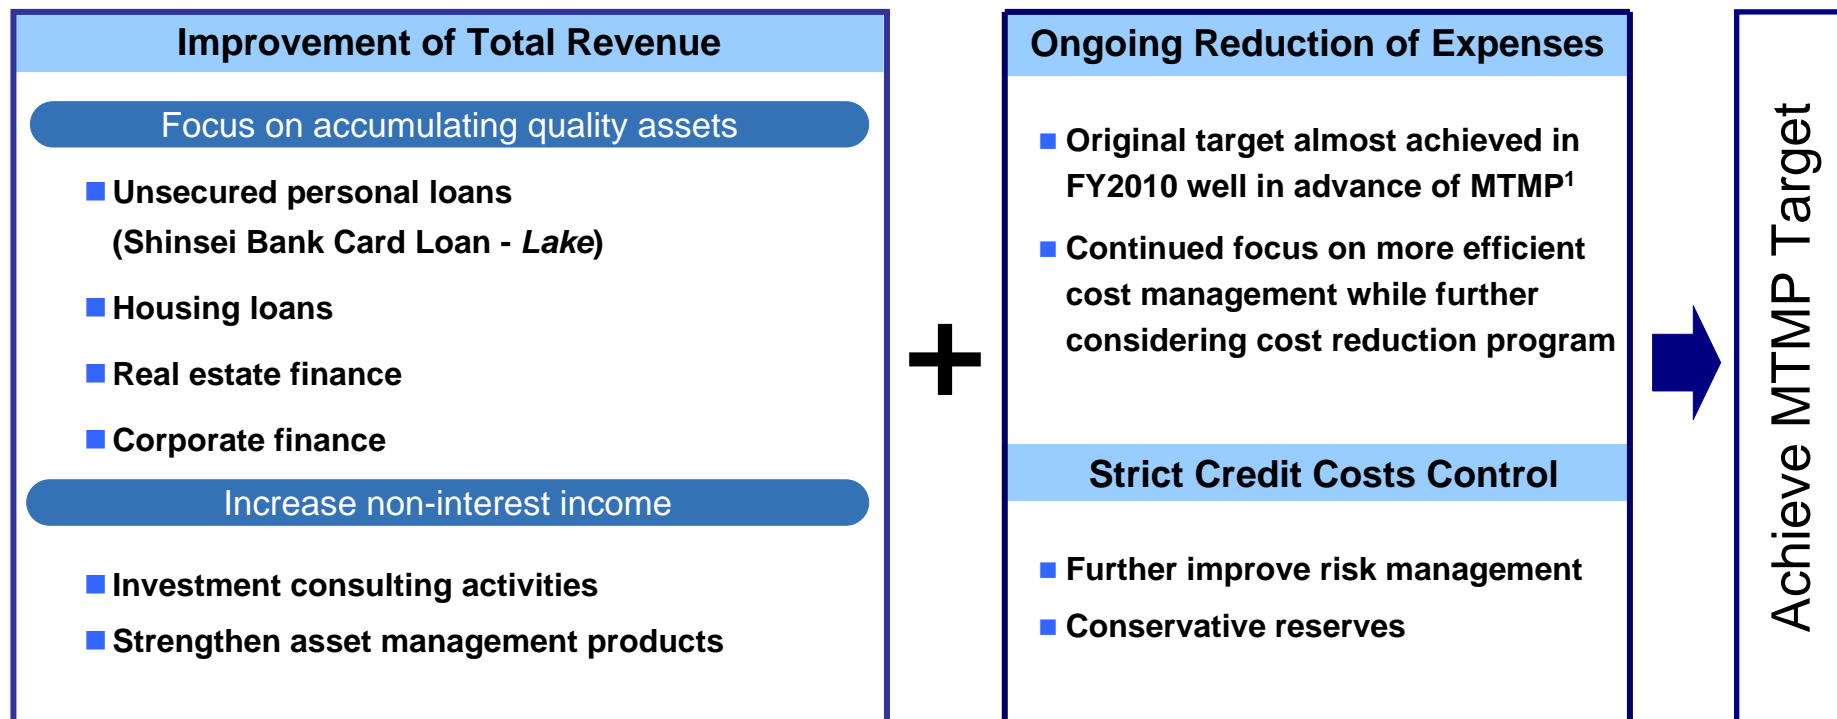 Improvement of Total Revenue
Focus on accumulating quality assets
Unsecured personal loans
(Shinsei Bank Card Loan - Lake)
Housing loans
Real estate finance
Corporate finance
Increase non-interest income
Investment consulting activities
Strengthen asset management products
+
Ongoing Reduction of Expenses
Original target almost achieved in
FY2010 well in advance of MTMP¹
Continued focus on more efficient
cost management while further
considering cost reduction program
Strict Credit Costs Control
Further improve risk management
Conservative reserves
Achieve MTMP Target